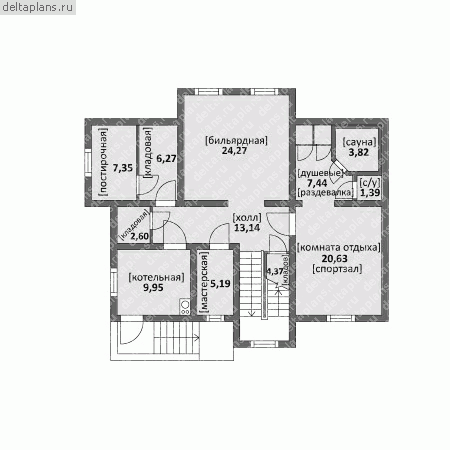 deltaplans.ru
[бильярдная]
24,27
[сауна]
3,82
[кладовая]
6,27
[постирочная]
7,35
[душевые]
7,44
[раздевалка]
[с/у]
1,39
[кладовая]
2,60
[холл]
13,14
[комната отдыха]
20,63
[спортзал]
[кладов]
4,37
[котельная]
9,95
[мастерская]
5,19